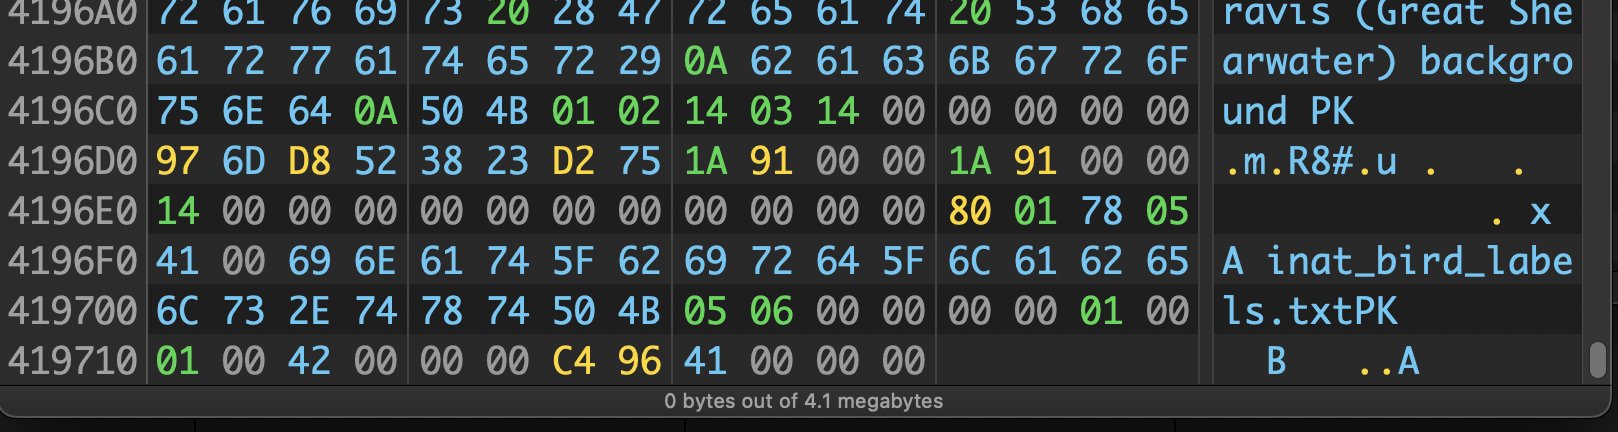 4196A0 72 61 76 69 73 20 28 47 72 65 61 74 20 53 68 65 ravis (Great She
4196B0 61 72 77 61 74 65 72 29 0A 62 61 63 6B 67 72 6F arwater) backgro
4196C0 75 6E 64 0A 50 4B 01 02 14 03 14 00 00 00 00 00 und PK
4196D0 97 6D D8 52 38 23 D2 75 1A 91 00 00 1A 91 00 00 .m.R8#.u . .
4196E0 14 00 00 00 00 00 00 00 00 00 00 00 80 01 78 05 . x
4196F0 41 00 69 6E 61 74 5F 62 69 72 64 5F 6C 61 62 65 A inat_bird_labe
419700 6C 73 2E 74 78 74 50 4B 05 06 00 00 00 00 01 00 ls.txtPK
419710 01 00 42 00 00 00 C4 96 41 00 00 00 B ..A
0 bytes out of 4.1 megabytes